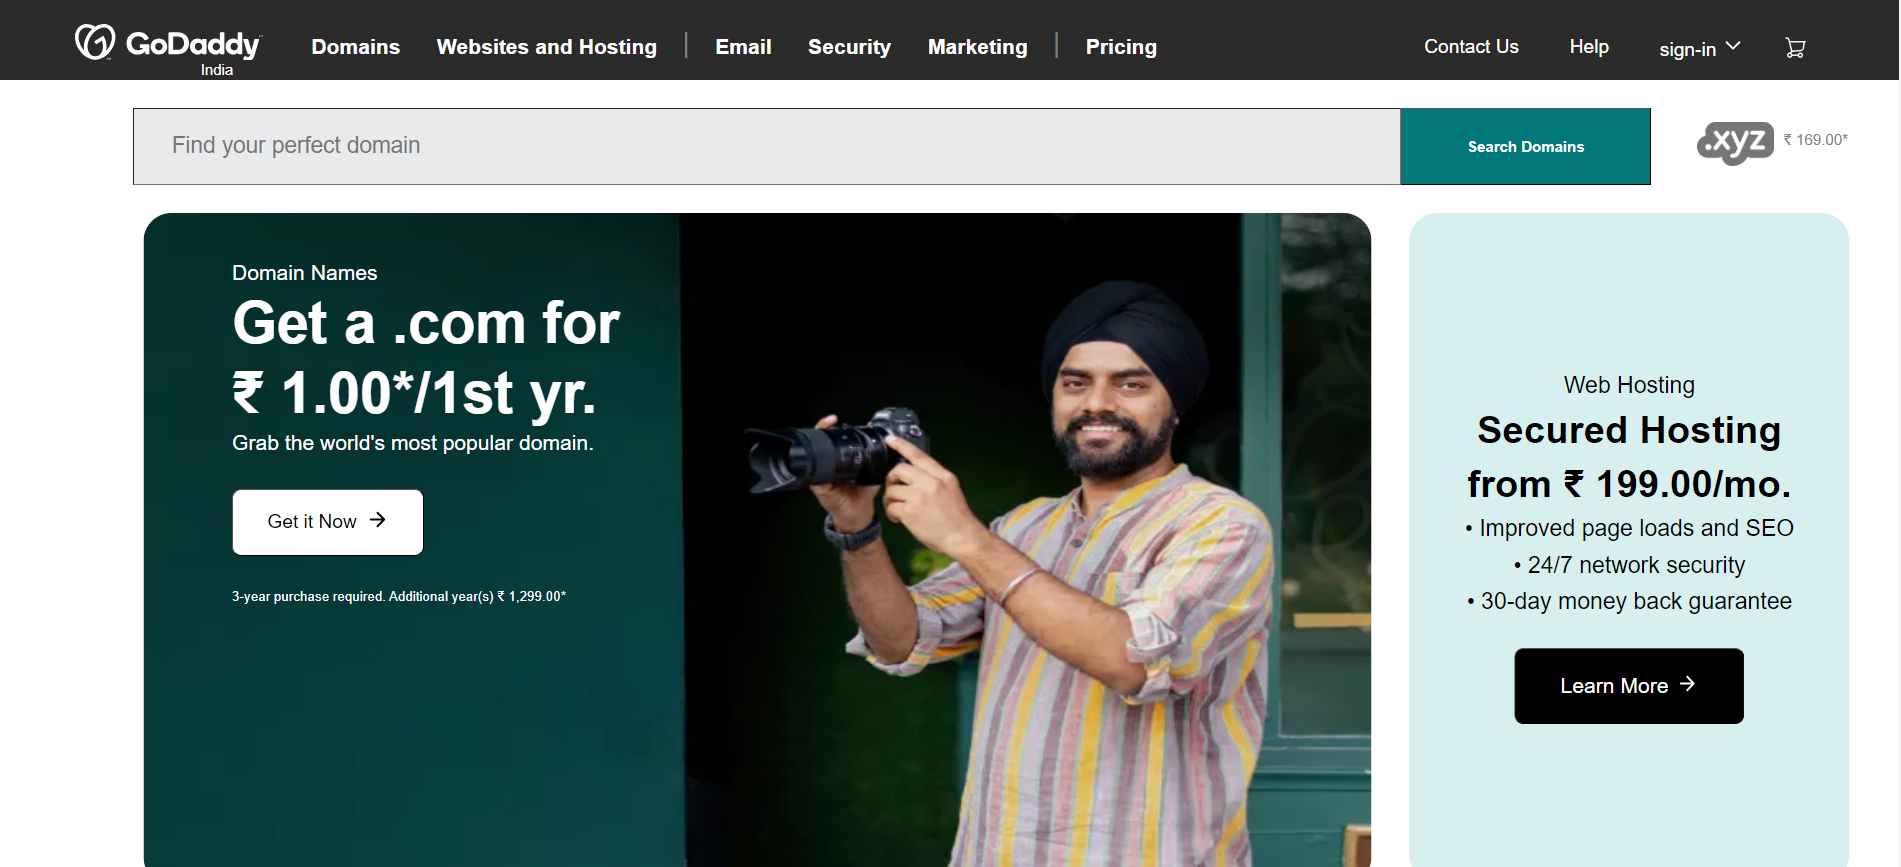 GoDaddy
India
Domains Websites and Hosting Email Security Marketing Pricing Contact Us Help sign-in
Find your perfect domain Search Domains .xyz ₹ 169.00*
Domain Names
Get a .com for
₹ 1.00*/1st yr.
Grab the world's most popular domain.
Get it Now →
3-year purchase required. Additional year(s) ₹ 1,299.00*
Web Hosting
Secured Hosting
from ₹ 199.00/mo.
• Improved page loads and SEO
• 24/7 network security
• 30-day money back guarantee
Learn More →